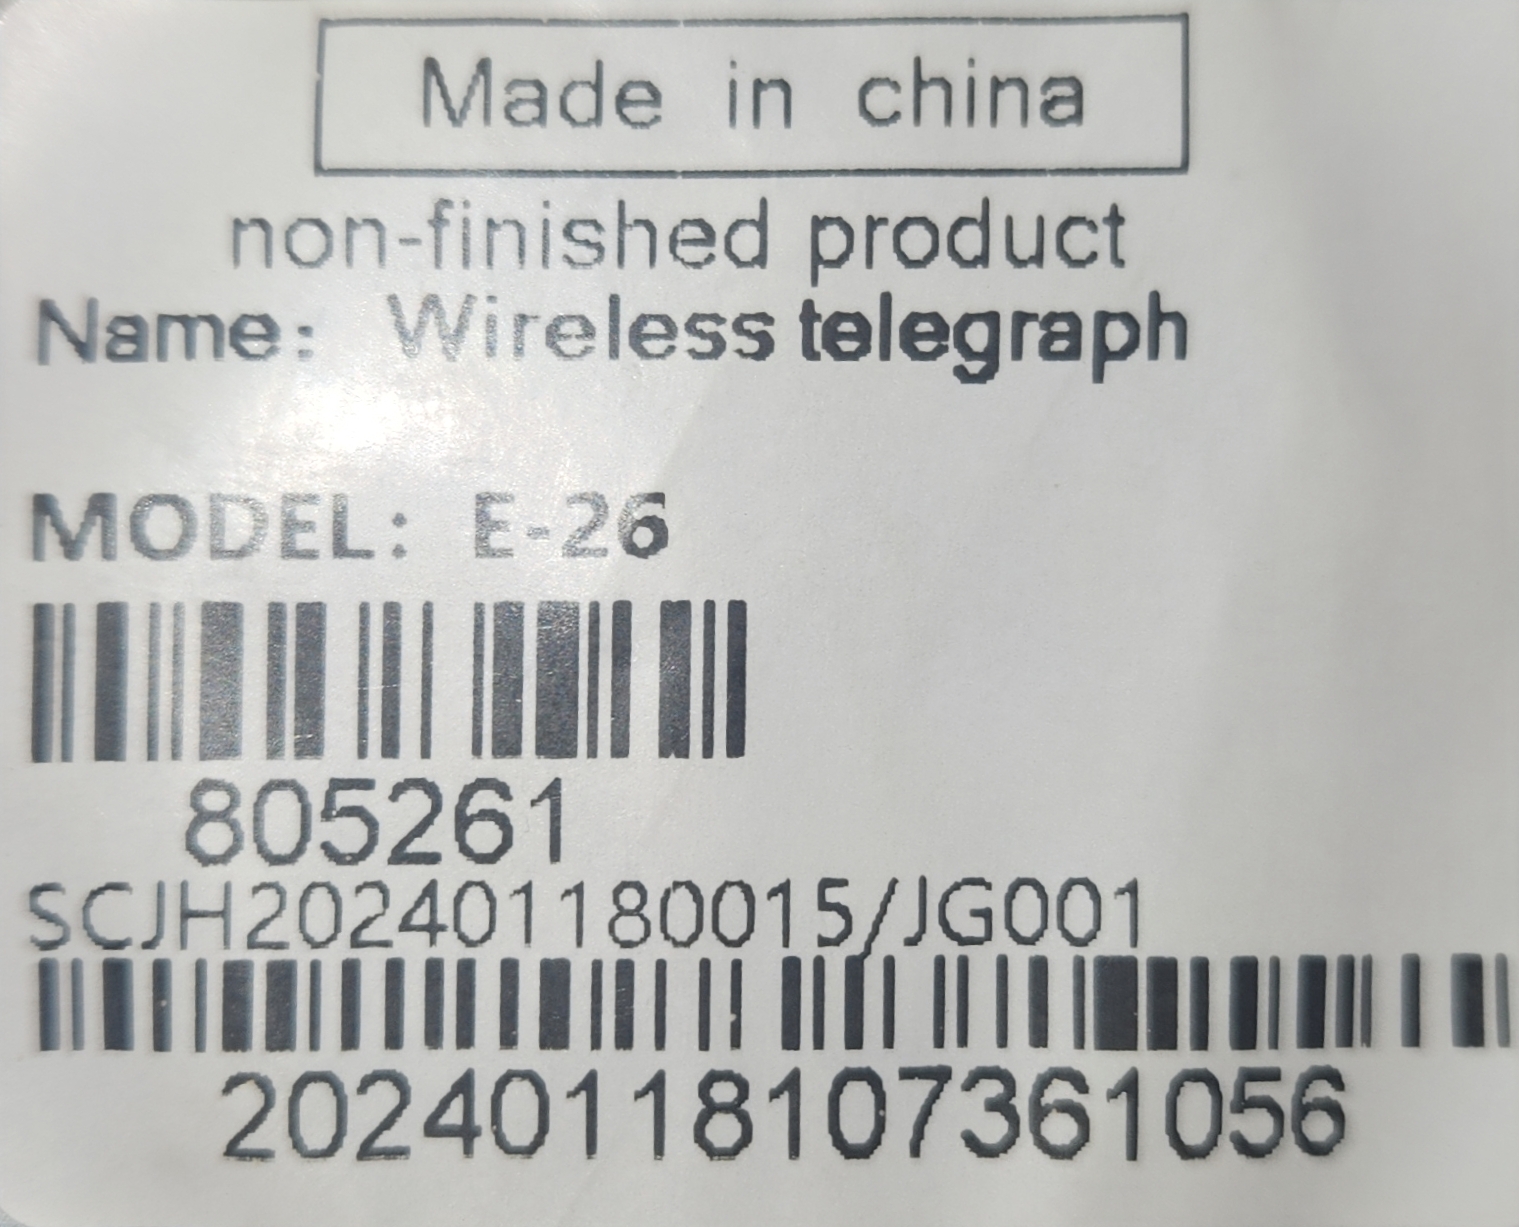 Made in china
non-finished product
Name: Wireless telegraph
MODEL: E-26
805261
SCJH202401180015/JG001
20240118107361056